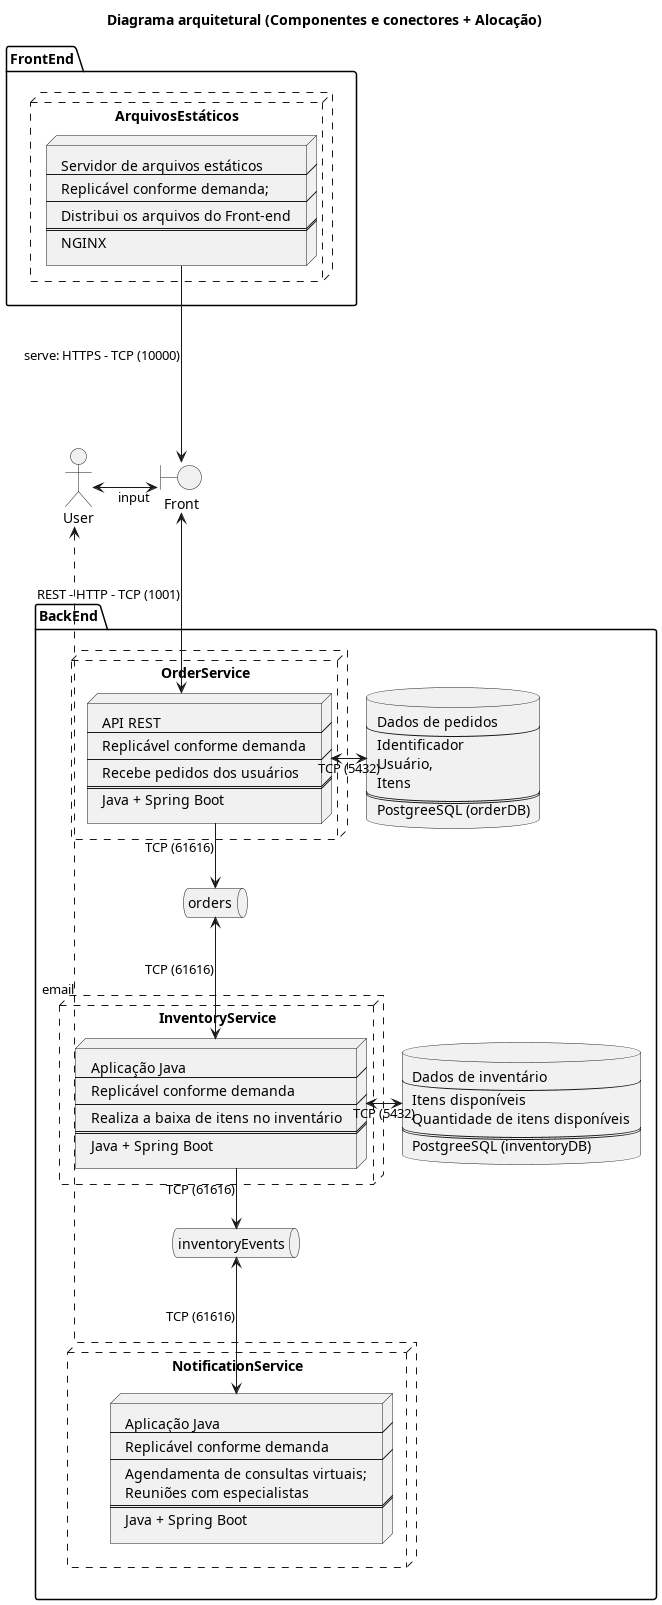 Diagrama arquitetural (Componentes e conectores + Alocação)
FrontEnd
ArquivosEstáticos
Servidor de arquivos estáticos
Replicável conforme demanda;
Distribui os arquivos do Front-end
NGINX
serve: HTTPS - TCP (10000)
User
input
Front
REST - HTTP - TCP (1001)
BackEnd
OrderService
API REST
Replicável conforme demanda
Recebe pedidos dos usuários
Java + Spring Boot
TCP (5432)
Dados de pedidos
Identificador
Usuário,
Itens
PostgreeSQL (orderDB)
TCP (61616)
orders
TCP (61616)
email
InventoryService
Aplicação Java
Replicável conforme demanda
Realiza a baixa de itens no inventário
Java + Spring Boot
TCP (5432)
Dados de inventário
Itens disponíveis
Quantidade de itens disponíveis
PostgreeSQL (inventoryDB)
TCP (61616)
inventoryEvents
TCP (61616)
NotificationService
Aplicação Java
Replicável conforme demanda
Agendamento de consultas virtuais;
Reuniões com especialistas
Java + Spring Boot